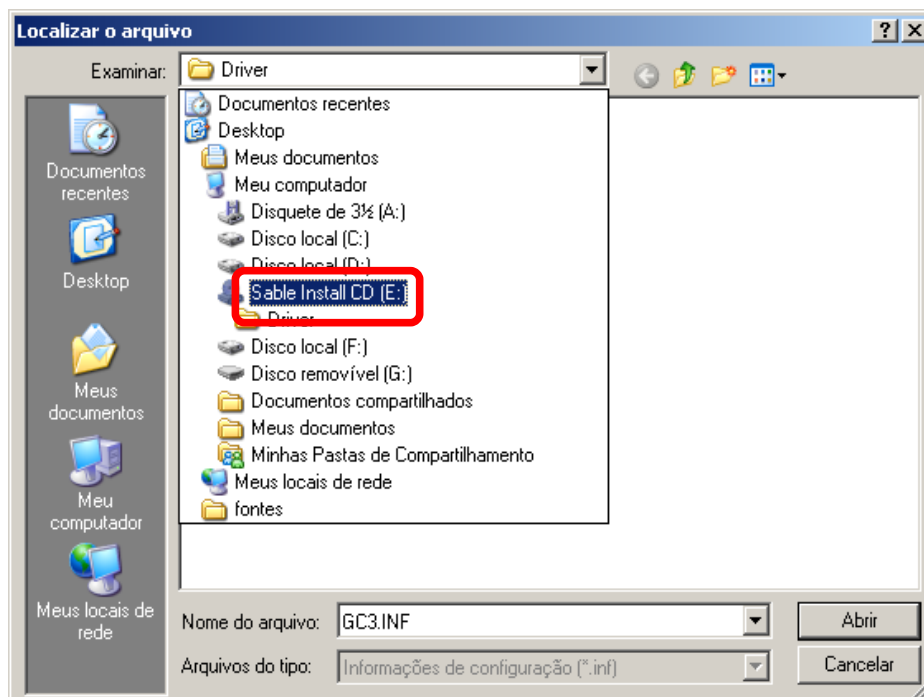 Localizar o arquivo
Examinar:
Driver
Documentos recentes
Desktop
Meus documentos
Meu computador
Disquete de 3½ (A:)
Disco local (C:)
Disco local (D:)
Sable Install CD (E:)
Driver
Disco local (F:)
Disco removível (G:)
Documentos compartilhados
Meus documentos
Minhas Pastas de Compartilhamento
Meus locais de rede
fontes
Documentos
recentes
Desktop
Meus
documentos
Meu
computador
Meus locais de
rede
Nome do arquivo:
GC3.INF
Abrir
Arquivos do tipo:
Informações de configuração (*.inf)
Cancelar